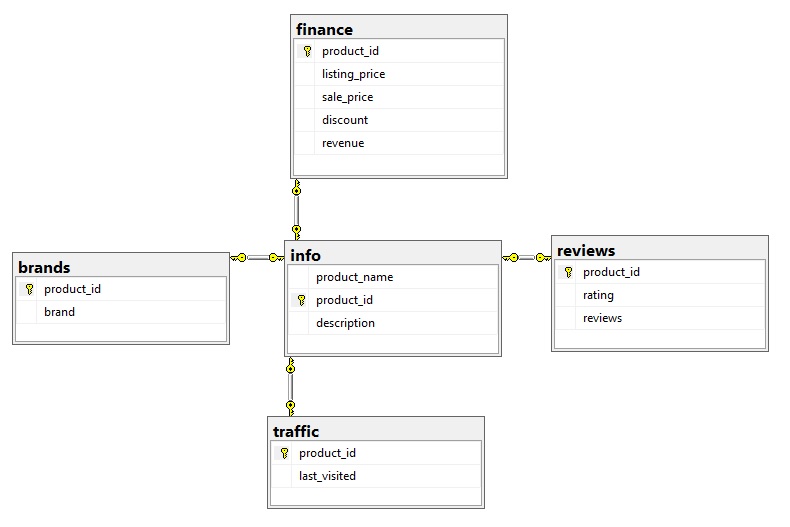 finance
product_id
listing_price
sale_price
discount
revenue
brands
product_id
brand
info
product_name
product_id
description
reviews
product_id
rating
reviews
traffic
product_id
last_visited